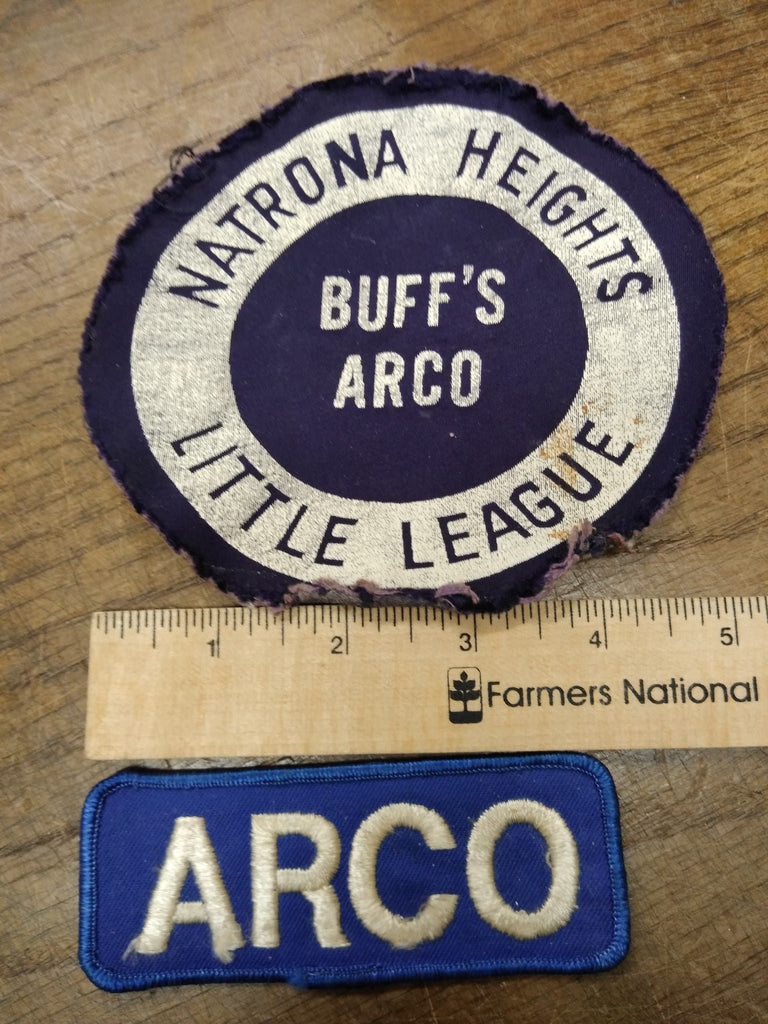 NATRONA HEIGHTS
BUFF'S
ARCO
LITTLE LEAGUE
1 2 3 4 5
Farmers National
ARCO